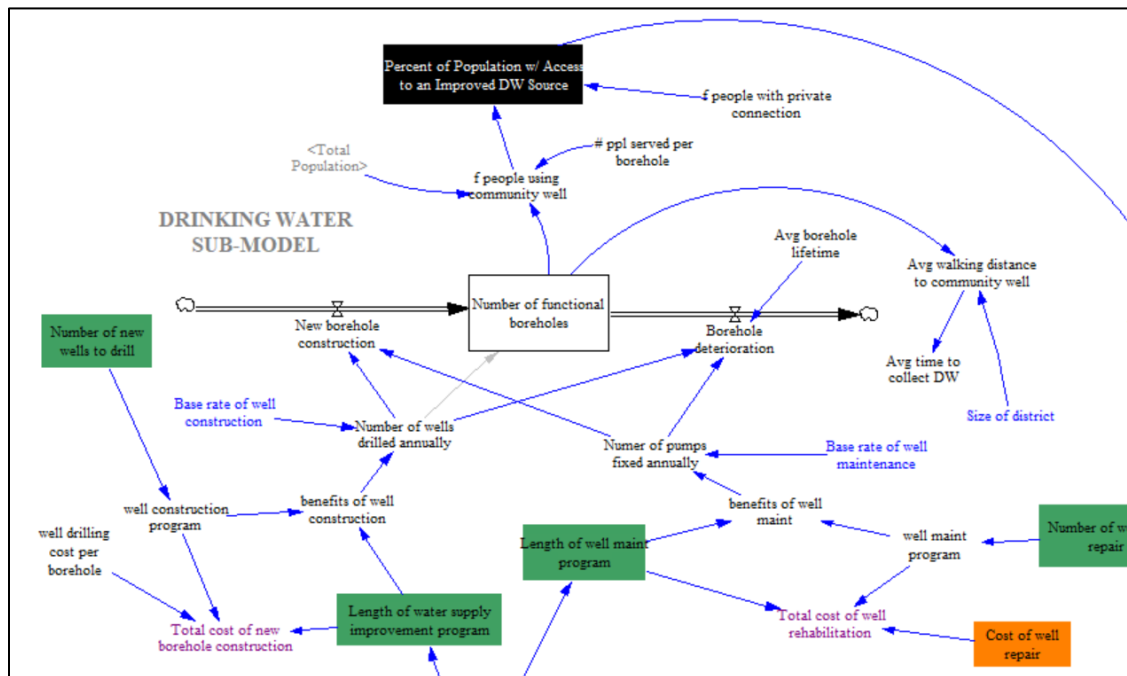 Percent of Population w/ Access
to an Improved DW Source
f people with private
connection
<Total
Population>
# ppl served per
borehole
f people using
community well
DRINKING WATER
SUB-MODEL
Avg borehole
lifetime
Avg walking distance
to community well
Number of functional
boreholes
Number of new
wells to drill
New borehole
construction
Borehole
deterioration
Avg time to
collect DW
Base rate of well
construction
Number of wells
drilled annually
Numer of pumps
fixed annually
Size of district
Base rate of well
maintenance
well construction
program
benefits of well
construction
benefits of well
maint
well drilling
cost per
borehole
Length of well maint
program
well maint
program
Number of w
repair
Total cost of new
borehole construction
Length of water supply
improvement program
Total cost of well
rehabilitation
Cost of well
repair